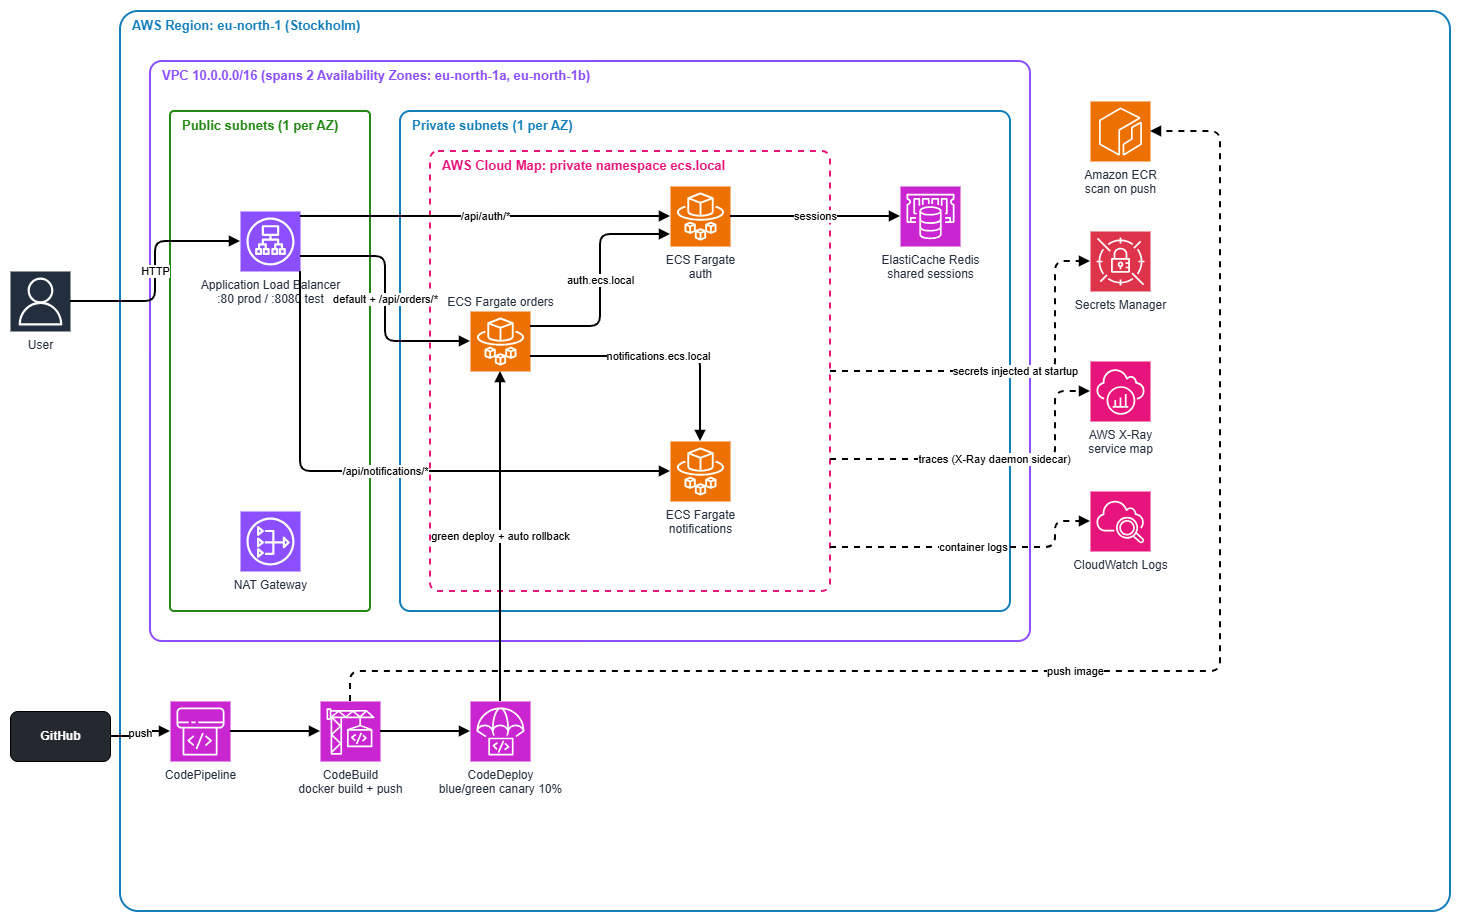 AWS Region: eu-north-1 (Stockholm)
VPC 10.0.0.0/16 (spans 2 Availability Zones: eu-north-1a, eu-north-1b)
Public subnets (1 per AZ)
Private subnets (1 per AZ)
AWS Cloud Map: private namespace ecs.local
Amazon ECR
scan on push
/api/auth/*
sessions
ECS Fargate
auth
ElastiCache Redis
shared sessions
HTTP
Application Load Balancer
:80 prod / :8080 test
default + /api/orders/*
ECS Fargate orders
auth.ecs.local
Secrets Manager
User
notifications.ecs.local
secrets injected at startup
AWS X-Ray
service map
traces (X-Ray daemon sidecar)
/api/notifications/*
ECS Fargate
notifications
green deploy + auto rollback
container logs
CloudWatch Logs
NAT Gateway
push image
GitHub
push
CodePipeline
CodeBuild
docker build + push
CodeDeploy
blue/green canary 10%